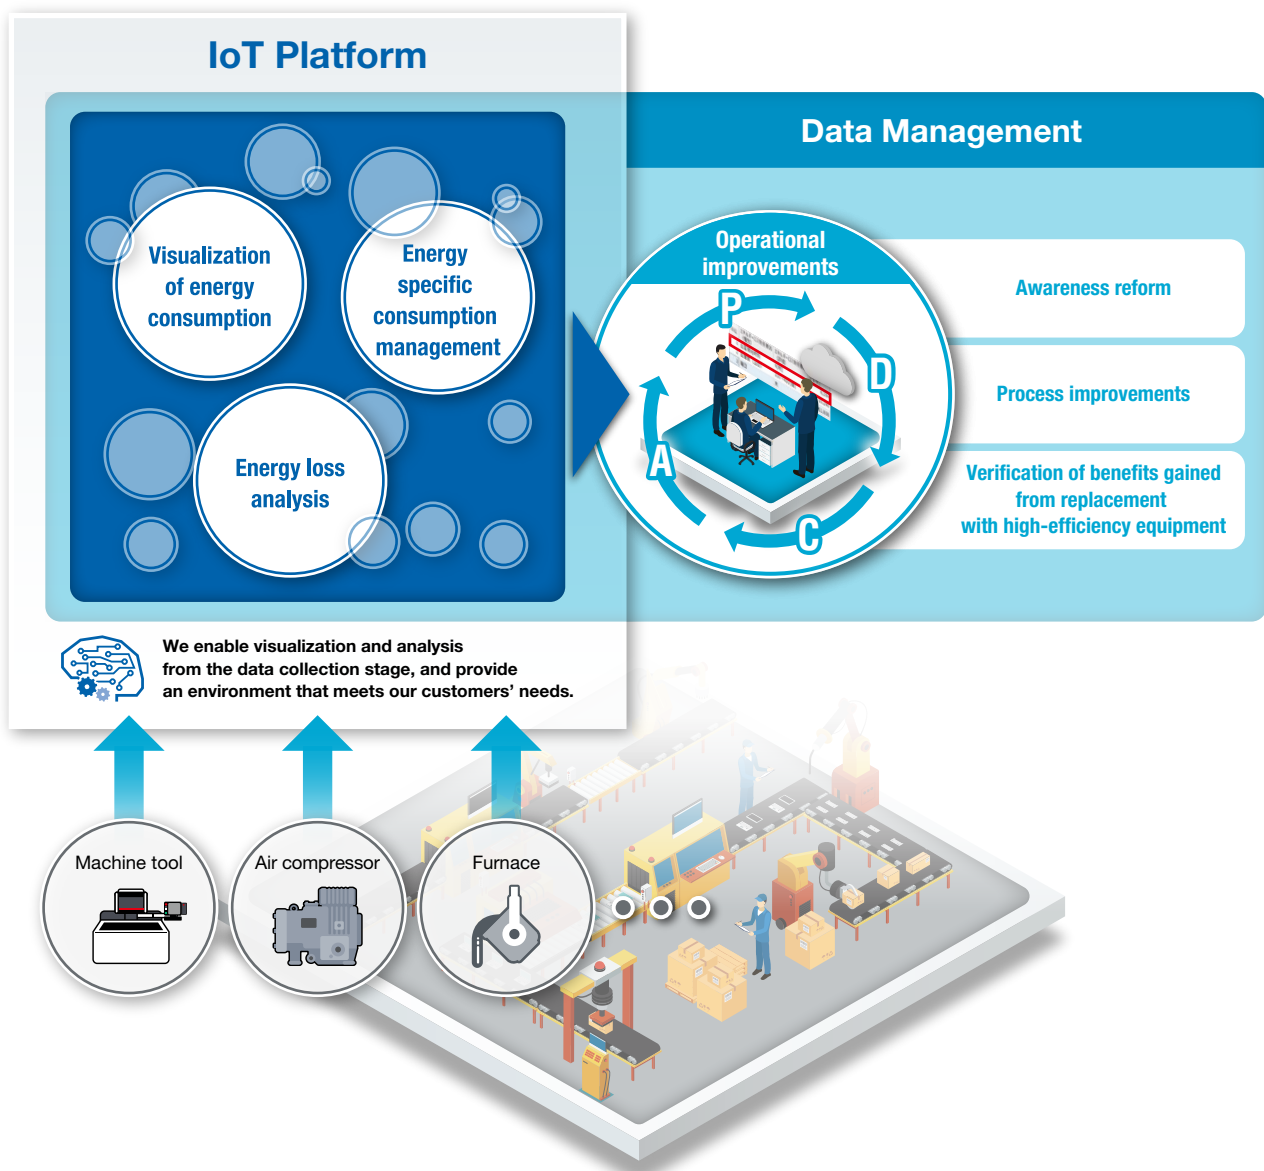 IoT Platform
Data Management
Visualization
of energy
consumption
Energy
specific
consumption
management
Energy loss
analysis
Operational
improvements
P
D
C
A
Awareness reform
Process improvements
Verification of benefits gained
from replacement
with high-efficiency equipment
We enable visualization and analysis
from the data collection stage, and provide
an environment that meets our customers’ needs.
Machine tool
Air compressor
Furnace